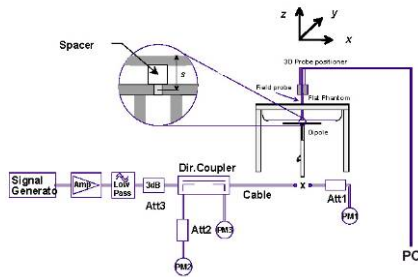 z
y
x
Spacer
s
3D Probe positioner
Field probe
Flat Phantom
Dipole
Dir.Coupler
Signal
Generato
Amp
Low
Pass
3dB
Att3
Cable
x
Att1
PM1
Att2
PM3
PM2
PC